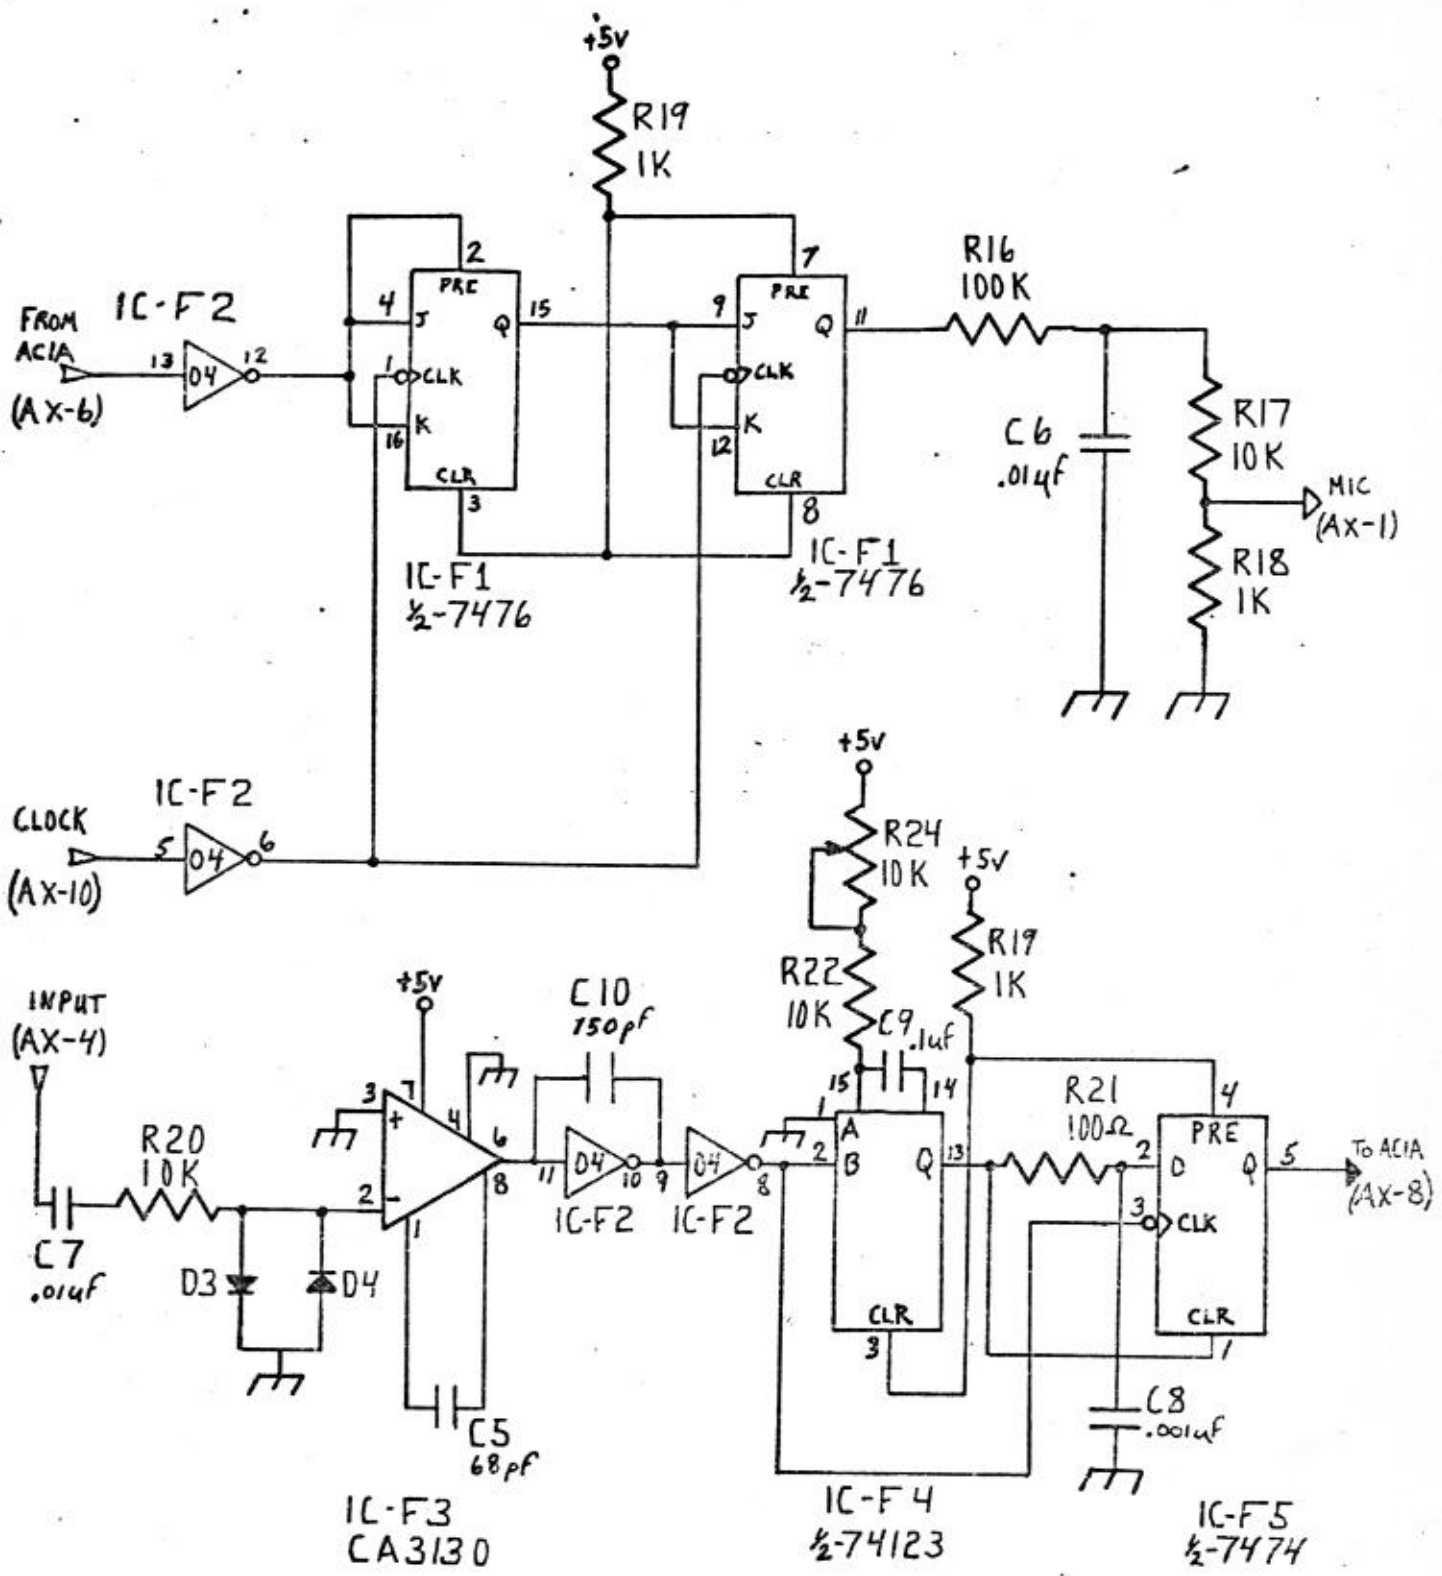 +5v
R19
1K
IC-F2
FROM
ACIA
(AX-6)
13
04
12
2
PRE
4
J
Q
15
1
CLK
16
K
CLR
3
IC-F1
½-7476
7
PRE
9
J
Q
11
CLK
12
K
CLR
8
IC-F1
½-7476
R16
100K
C6
.01uf
R17
10K
MIC
(AX-1)
R18
1K
IC-F2
CLOCK
(AX-10)
5
04
6
+5v
R24
10K
R22
10K
C9
.1uf
+5v
R19
1K
INPUT
(AX-4)
C7
.01uf
R20
10K
D3
D4
+5v
3
+
7
4
6
8
2
-
1
C5
68pf
IC-F3
CA3130
C10
750pf
11
04
10
IC-F2
9
04
8
IC-F2
15
14
1
A
2
B
Q
13
CLR
3
IC-F4
½-74123
R21
100Ω
4
PRE
2
D
Q
5
3
CLK
CLR
1
C8
.001uf
IC-F5
½-7474
TO ACIA
(AX-8)